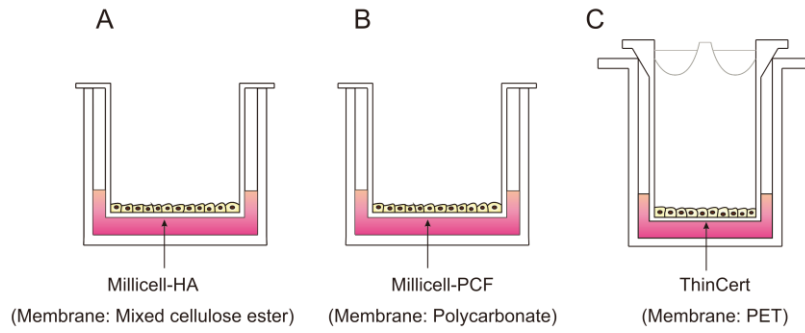 A
B
C
Millicell-HA
(Membrane: Mixed cellulose ester)
Millicell-PCF
(Membrane: Polycarbonate)
ThinCert
(Membrane: PET)